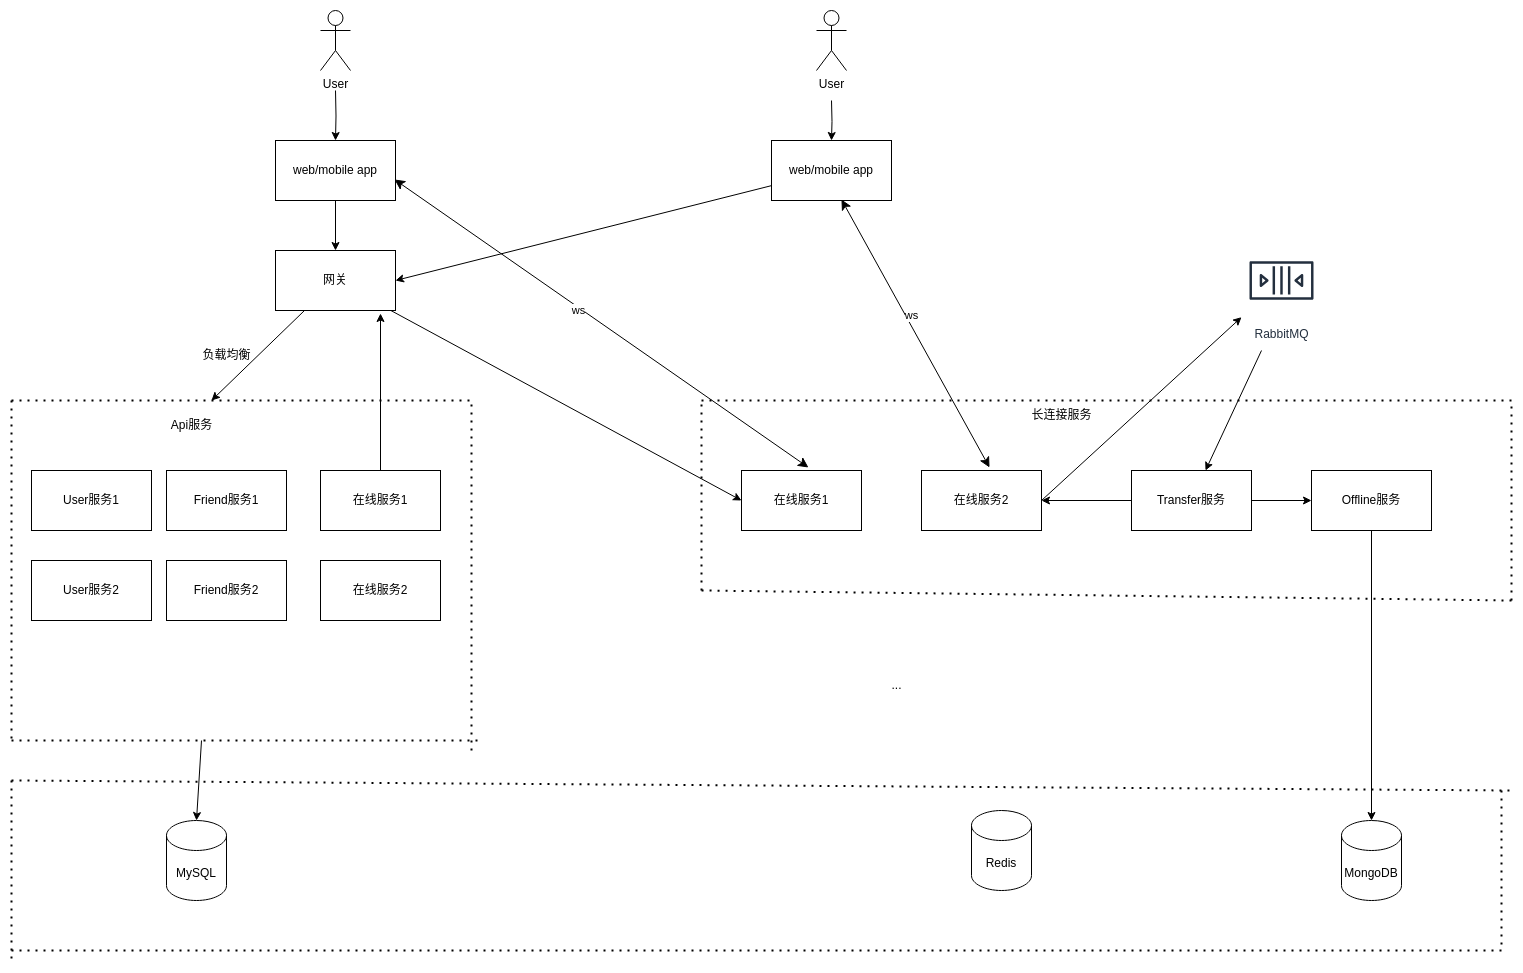 User
User
web/mobile app
web/mobile app
网关
ws
ws
RabbitMQ
负载均衡
长连接服务
Api服务
User服务1
Friend服务1
在线服务1
在线服务1
在线服务2
Transfer服务
Offline服务
User服务2
Friend服务2
在线服务2
...
MySQL
Redis
MongoDB